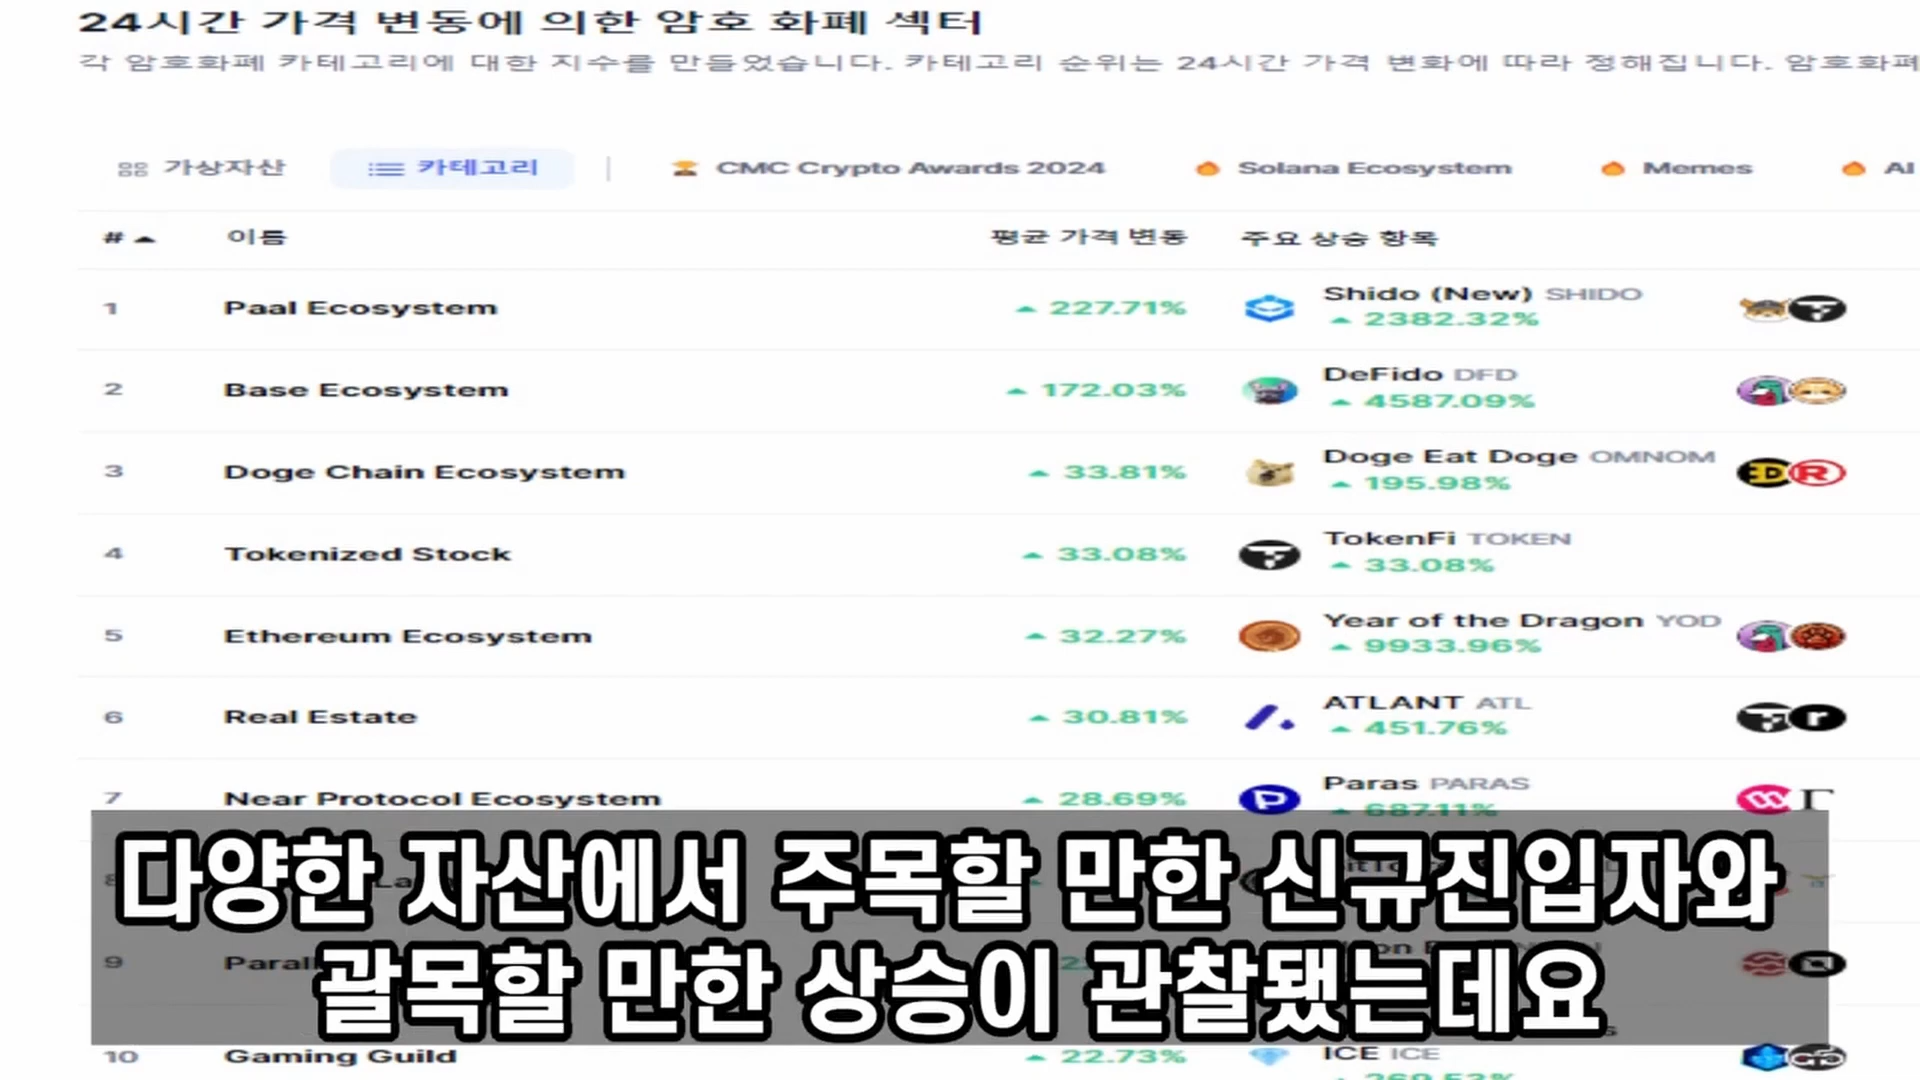 24시간 가격 변동에 의한 암호 화폐 섹터
각 암호화폐 카테고리에 대한 지수를 만들었습니다. 카테고리 순위는 24시간 가격 변화에 따라 정해집니다. 암호화폐
가상자산 카테고리 CMC Crypto Awards 2024 Solana Ecosystem Memes AI
# 이름 평균 가격 변동 주요 상승 항목
1 Paal Ecosystem 227.71% Shido (New) SHIDO
2382.32%
2 Base Ecosystem 172.03% DeFido DFD
4587.09%
3 Doge Chain Ecosystem 33.81% Doge Eat Doge OMNOM
195.98%
4 Tokenized Stock 33.08% TokenFi TOKEN
33.08%
5 Ethereum Ecosystem 32.27% Year of the Dragon YOD
9933.96%
6 Real Estate 30.81% ATLANT ATL
451.76%
7 Near Protocol Ecosystem 28.69% Paras PARAS
687.11%
다양한 자산에서 주목할 만한 신규진입자와
9
괄목할 만한 상승이 관찰됐는데요
10 Gaming Guild 22.73% ICE ICE